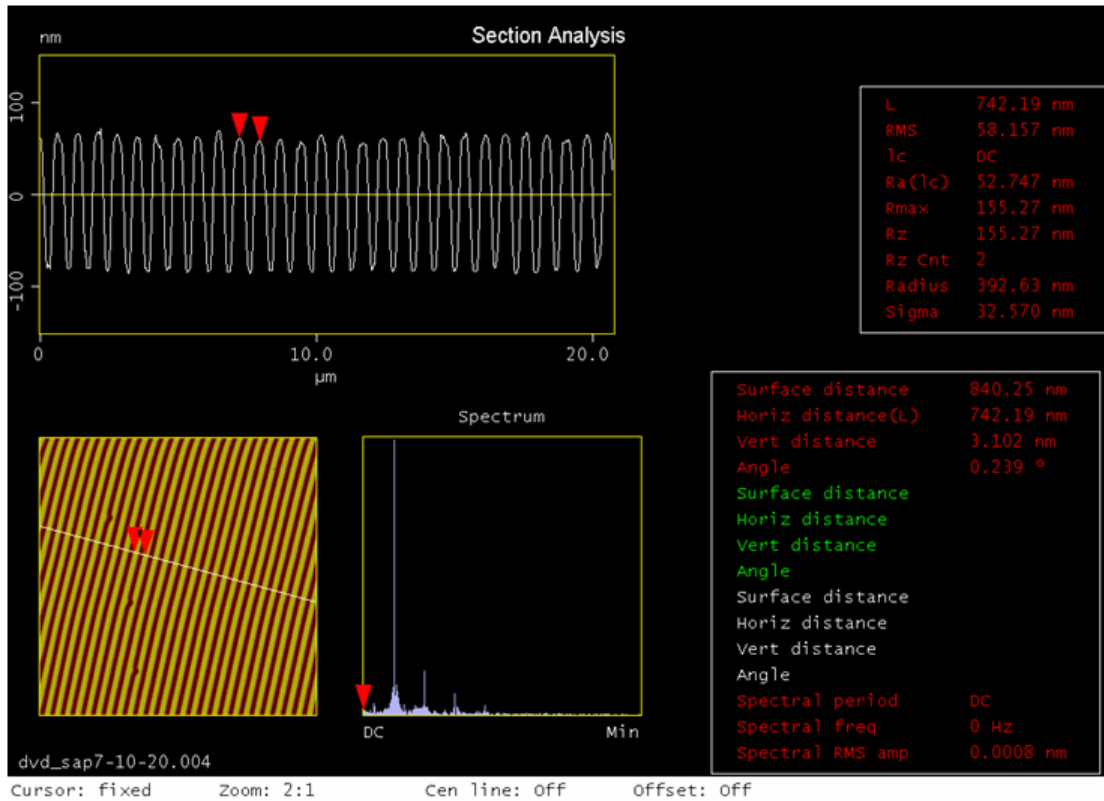 Section Analysis
nm
100
0
-100
0 10.0 20.0
µm
L 742.19 nm
RMS 58.157 nm
lc DC
Ra(lc) 52.747 nm
Rmax 155.27 nm
Rz 155.27 nm
Rz Cnt 2
Radius 392.63 nm
Sigma 32.570 nm
Spectrum
DC Min
Surface distance 840.25 nm
Horiz distance(L) 742.19 nm
Vert distance 3.102 nm
Angle 0.239 º
Surface distance
Horiz distance
Vert distance
Angle
Surface distance
Horiz distance
Vert distance
Angle
Spectral period DC
Spectral freq 0 Hz
Spectral RMS amp 0.0008 nm
dvd_sap7-10-20.004
Cursor: fixed Zoom: 2:1 Cen line: Off Offset: Off